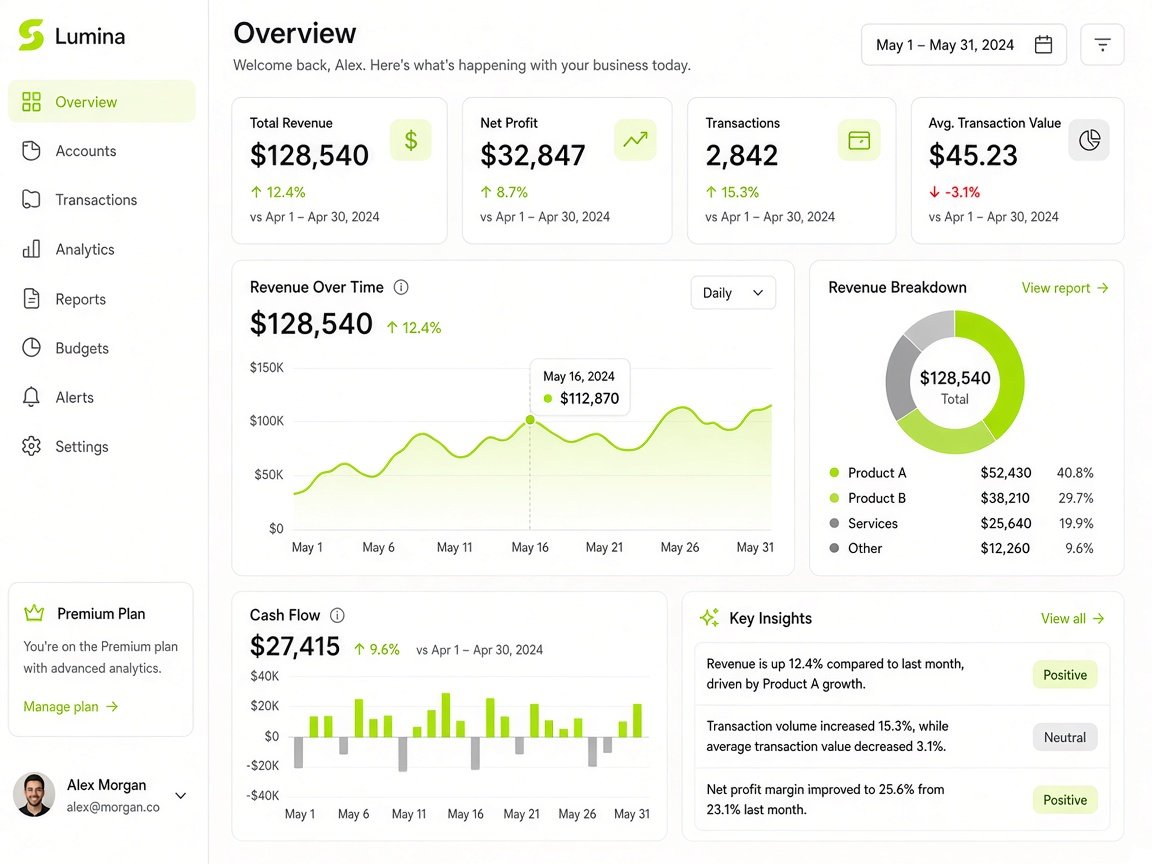 Lumina
Overview
Accounts
Transactions
Analytics
Reports
Budgets
Alerts
Settings
Premium Plan
You're on the Premium plan
with advanced analytics.
Manage plan →
Alex Morgan
alex@morgan.co
Overview
Welcome back, Alex. Here's what's happening with your business today.
May 1 – May 31, 2024
Total Revenue
$128,540
$
↑ 12.4%
vs Apr 1 – Apr 30, 2024
Net Profit
$32,847
↑ 8.7%
vs Apr 1 – Apr 30, 2024
Transactions
2,842
↑ 15.3%
vs Apr 1 – Apr 30, 2024
Avg. Transaction Value
$45.23
↓ -3.1%
vs Apr 1 – Apr 30, 2024
Revenue Over Time
$128,540 ↑ 12.4%
Daily
$150K
$100K
$50K
$0
May 16, 2024
$112,870
May 1 May 6 May 11 May 16 May 21 May 26 May 31
Revenue Breakdown View report →
$128,540
Total
Product A $52,430 40.8%
Product B $38,210 29.7%
Services $25,640 19.9%
Other $12,260 9.6%
Cash Flow
$27,415 ↑ 9.6% vs Apr 1 – Apr 30, 2024
$40K
$20K
$0
-$20K
-$40K
May 1 May 6 May 11 May 16 May 21 May 26 May 31
Key Insights View all →
Revenue is up 12.4% compared to last month,
driven by Product A growth.
Positive
Transaction volume increased 15.3%, while
average transaction value decreased 3.1%.
Neutral
Net profit margin improved to 25.6% from
23.1% last month.
Positive